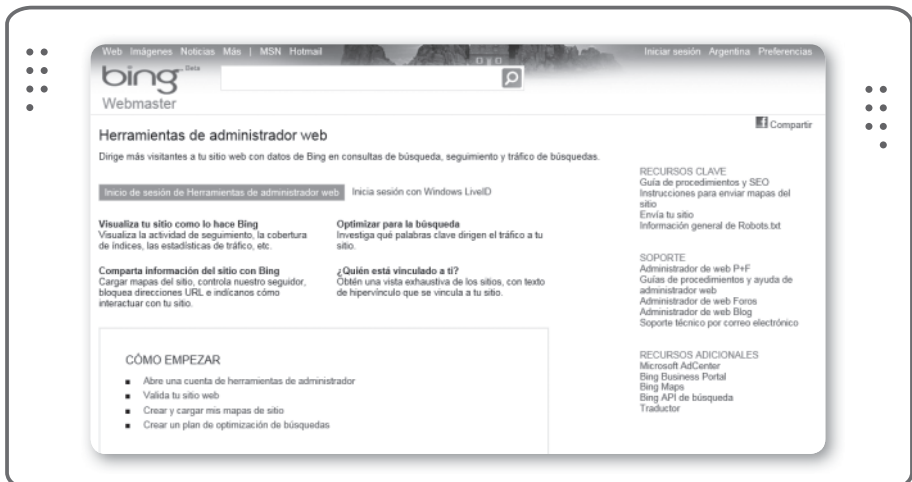 Web Imágenes Noticias Más | MSN Hotmail
Iniciar sesión Argentina Preferencias
bing Beta
Webmaster
Compartir
Herramientas de administrador web
Dirige más visitantes a tu sitio web con datos de Bing en consultas de búsqueda, seguimiento y tráfico de búsquedas.
Inicio de sesión de Herramientas de administrador web Inicia sesión con Windows LiveID
Visualiza tu sitio como lo hace Bing
Visualiza la actividad de seguimiento, la cobertura
de índices, las estadísticas de tráfico, etc.
Optimizar para la búsqueda
Investiga qué palabras clave dirigen el tráfico a tu
sitio.
Comparta información del sitio con Bing
Cargar mapas del sitio, controla nuestro seguidor,
bloquea direcciones URL e indícanos cómo
interactuar con tu sitio.
¿Quién está vinculado a ti?
Obtén una vista exhaustiva de los sitios, con texto
de hipervínculo que se vincula a tu sitio.
CÓMO EMPEZAR
Abre una cuenta de herramientas de administrador
Valida tu sitio web
Crear y cargar mis mapas de sitio
Crear un plan de optimización de búsquedas
RECURSOS CLAVE
Guía de procedimientos y SEO
Instrucciones para enviar mapas del
sitio
Envía tu sitio
Información general de Robots.txt
SOPORTE
Administrador de web P+F
Guías de procedimientos y ayuda de
administrador web
Administrador de web Foros
Administrador de web Blog
Soporte técnico por correo electrónico
RECURSOS ADICIONALES
Microsoft AdCenter
Bing Business Portal
Bing Maps
Bing API de búsqueda
Traductor